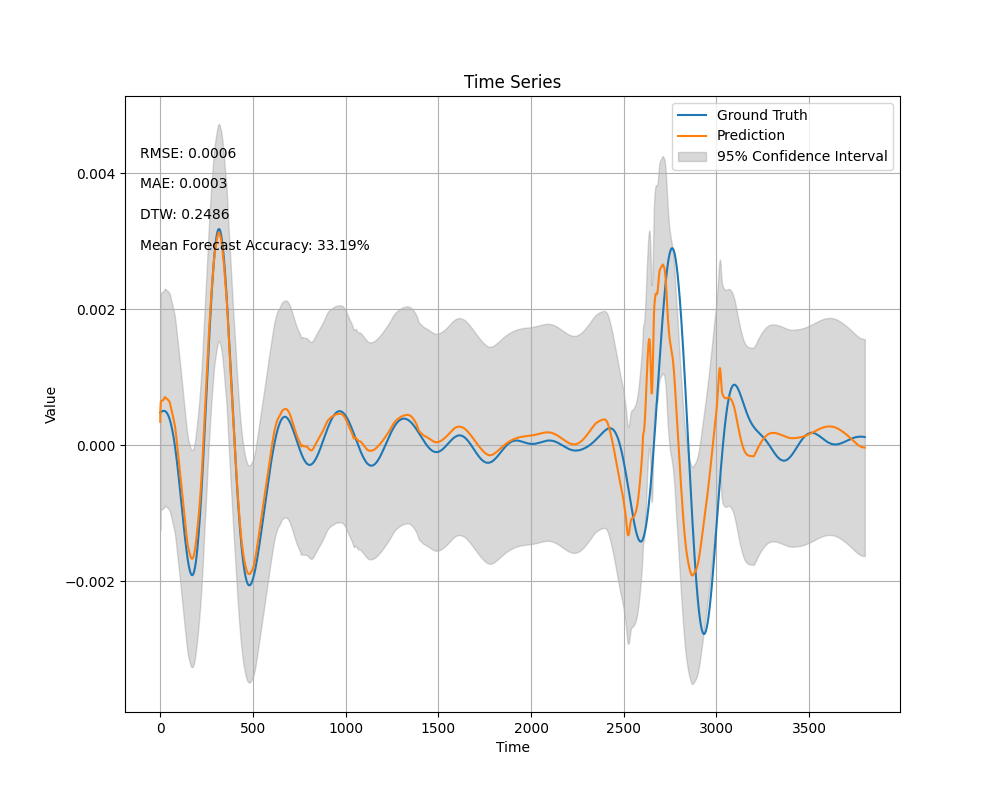 Time Series
Ground Truth
Prediction
95% Confidence Interval
RMSE: 0.0006
MAE: 0.0003
DTW: 0.2486
Mean Forecast Accuracy: 33.19%
Value
0.004
0.002
0.000
−0.002
0 500 1000 1500 2000 2500 3000 3500
Time